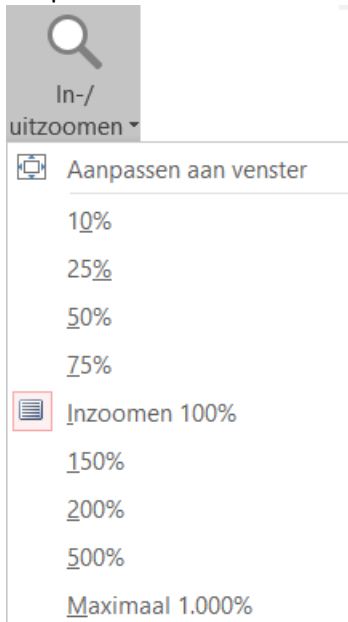 In-/
uitzoomen
Aanpassen aan venster
10%
25%
50%
75%
Inzoomen 100%
150%
200%
500%
Maximaal 1.000%